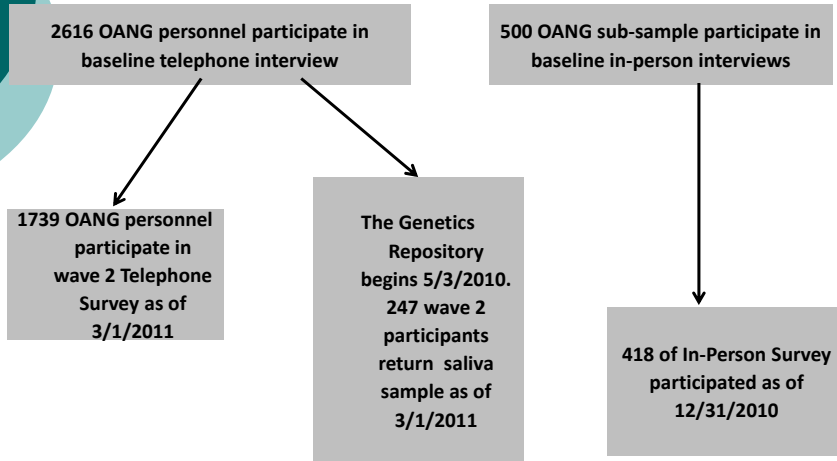 2616 OANG personnel participate in
baseline telephone interview
500 OANG sub-sample participate in
baseline in-person interviews
1739 OANG personnel
participate in
wave 2 Telephone
Survey as of
3/1/2011
The Genetics
Repository
begins 5/3/2010.
247 wave 2
participants
return saliva
sample as of
3/1/2011
418 of In-Person Survey
participated as of
12/31/2010